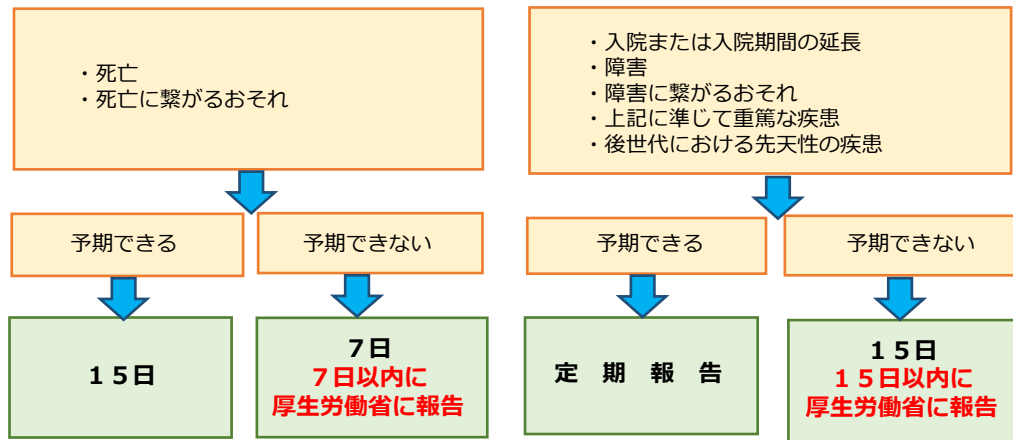 ・死亡
・死亡に繋がるおそれ
・入院または入院期間の延長
・障害
・障害に繋がるおそれ
・上記に準じて重篤な疾患
・後世代における先天性の疾患
予期できる
予期できない
予期できる
予期できない
１５日
７日
７日以内に
厚生労働省に報告
定　期　報　告
１５日
１５日以内に
厚生労働省に報告